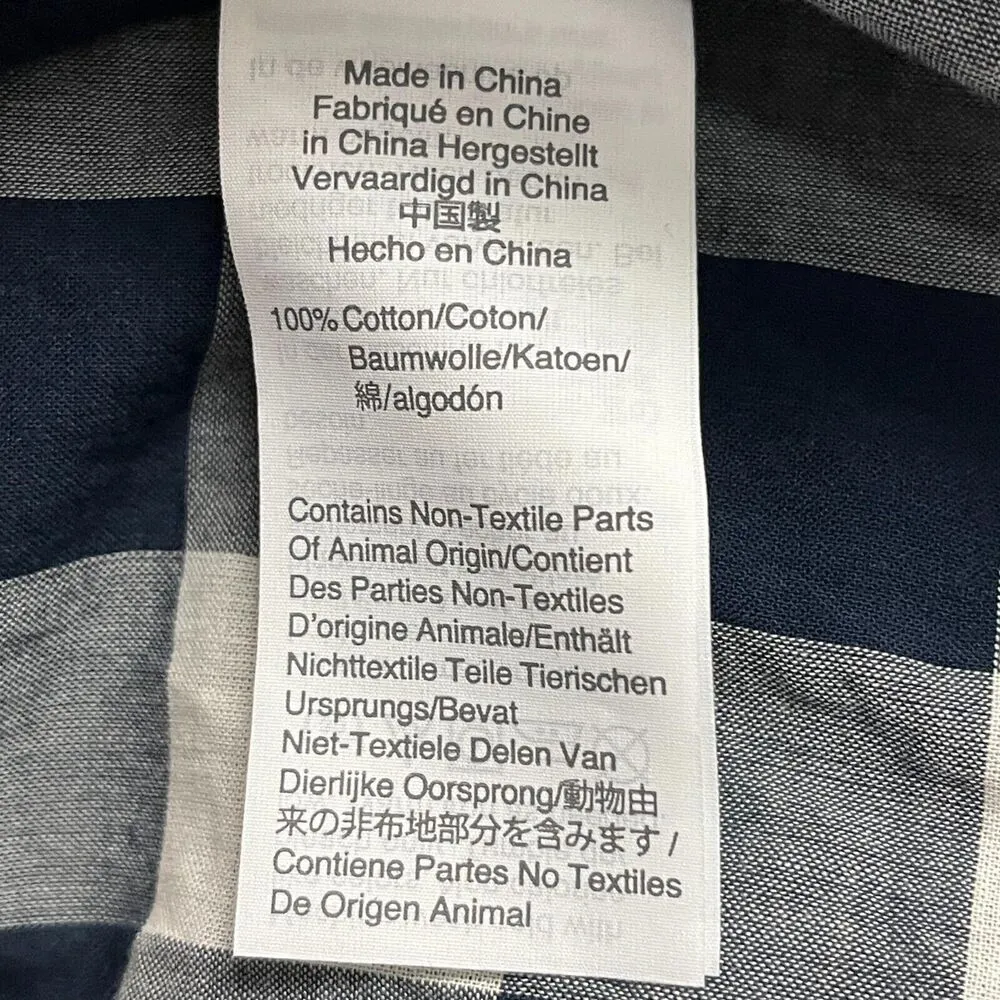 Made in China
Fabriqué en Chine
in China Hergestellt
Vervaardigd in China
中国製
Hecho en China
100% Cotton/Coton/
Baumwolle/Katoen/
綿/algodón
Contains Non-Textile Parts
Of Animal Origin/Contient
Des Parties Non-Textiles
D'origine Animale/Enthält
Nichttextile Teile Tierischen
Ursprungs/Bevat
Niet-Textiele Delen Van
Dierlijke Oorsprong/動物由
来の非布地部分を含みます/
Contiene Partes No Textiles
De Origen Animal